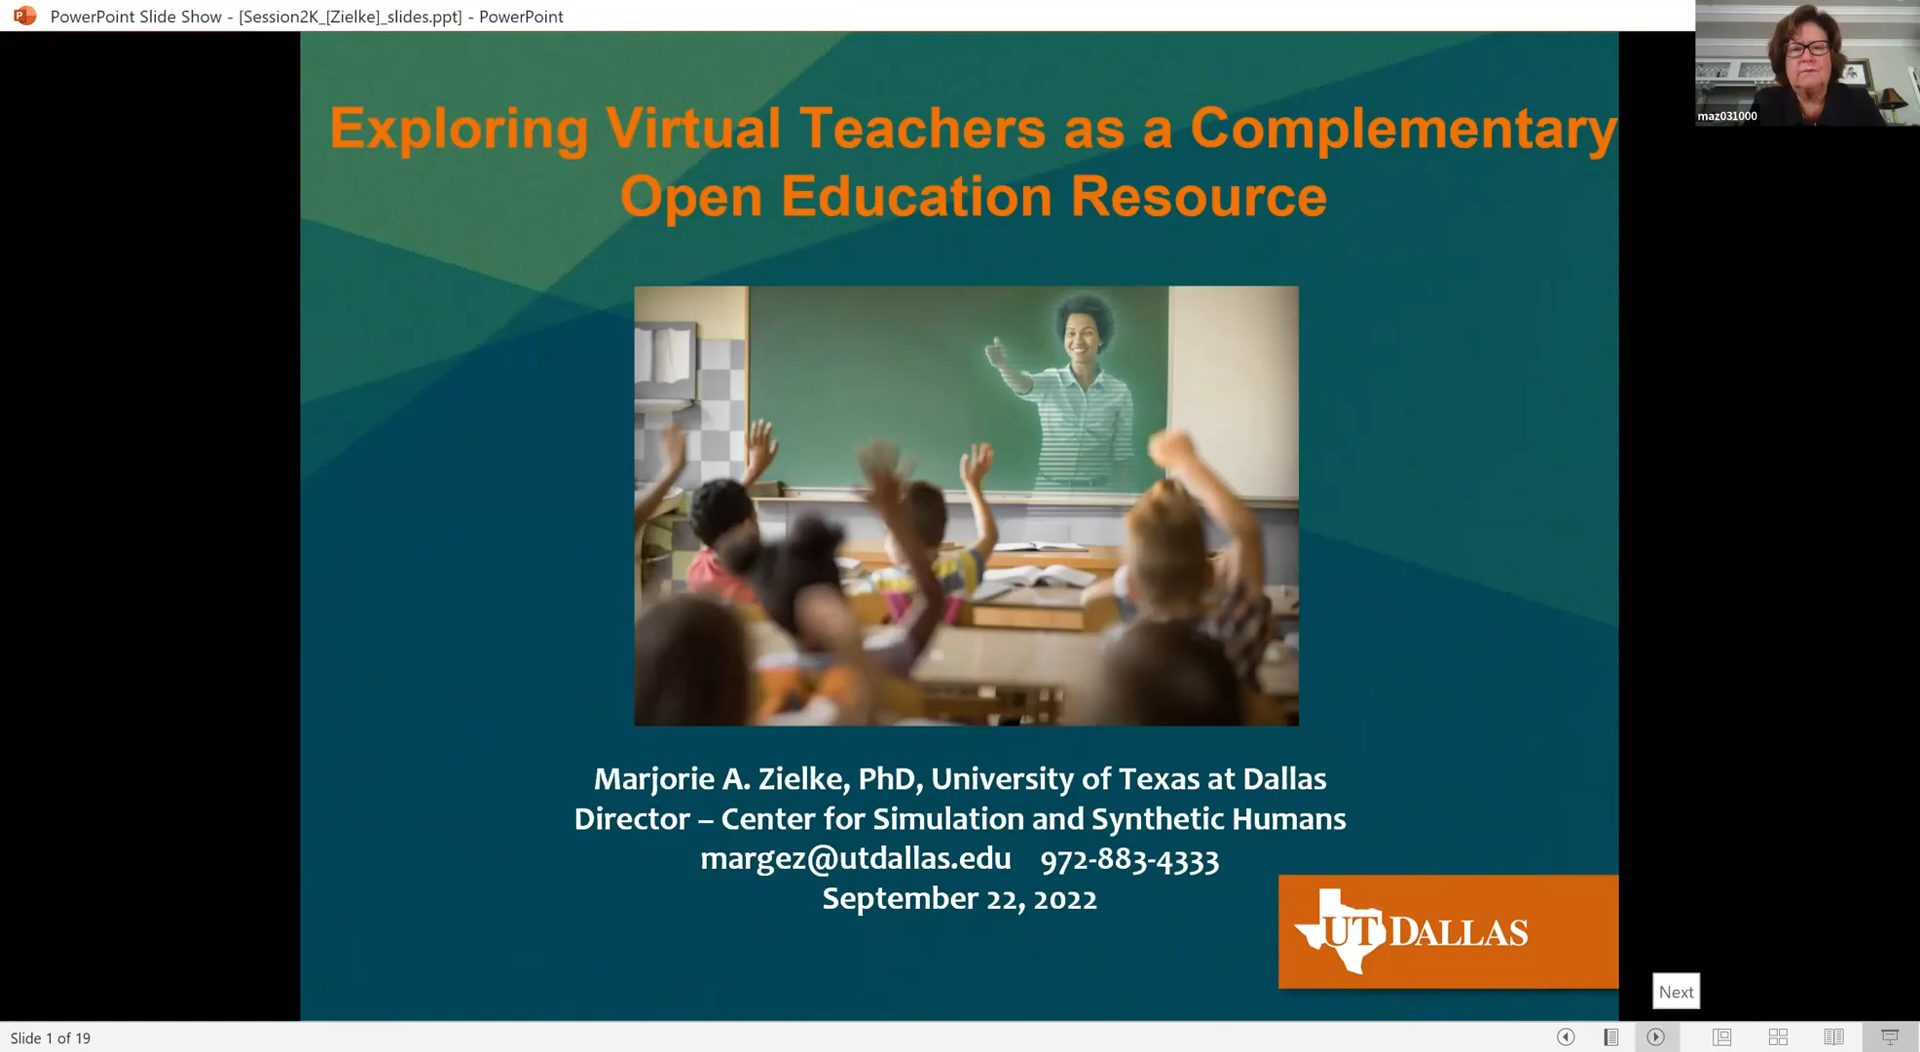 PowerPoint Slide Show - [Session2K_[Zielke]_slides.ppt] - PowerPoint
maz031000
Exploring Virtual Teachers as a Complementary
Open Education Resource
Marjorie A. Zielke, PhD, University of Texas at Dallas
Director – Center for Simulation and Synthetic Humans
margez@utdallas.edu 972-883-4333
September 22, 2022
UT DALLAS
Next
Slide 1 of 19